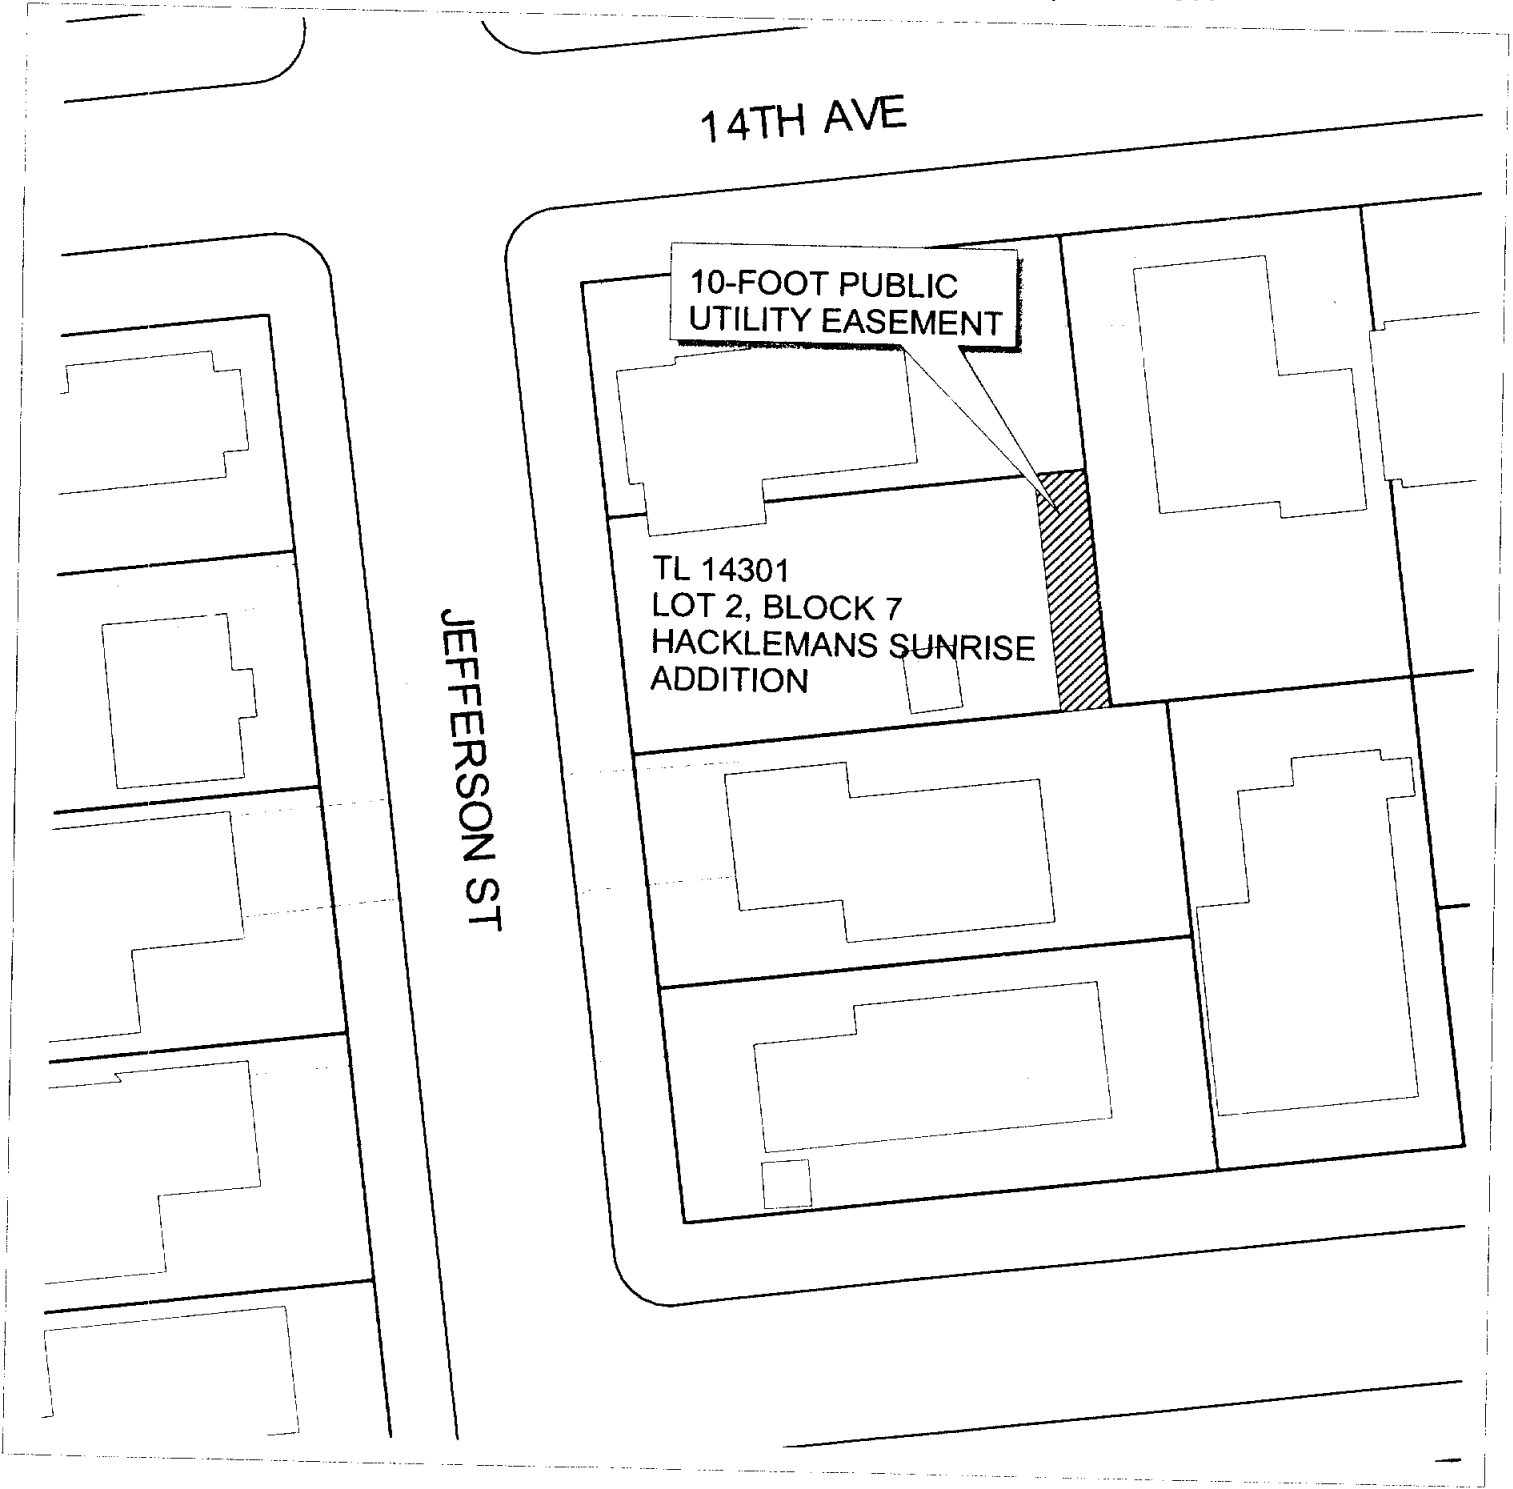 14TH AVE
10-FOOT PUBLIC
UTILITY EASEMENT
TL 14301
LOT 2, BLOCK 7
HACKLEMANS SUNRISE
ADDITION
JEFFERSON ST